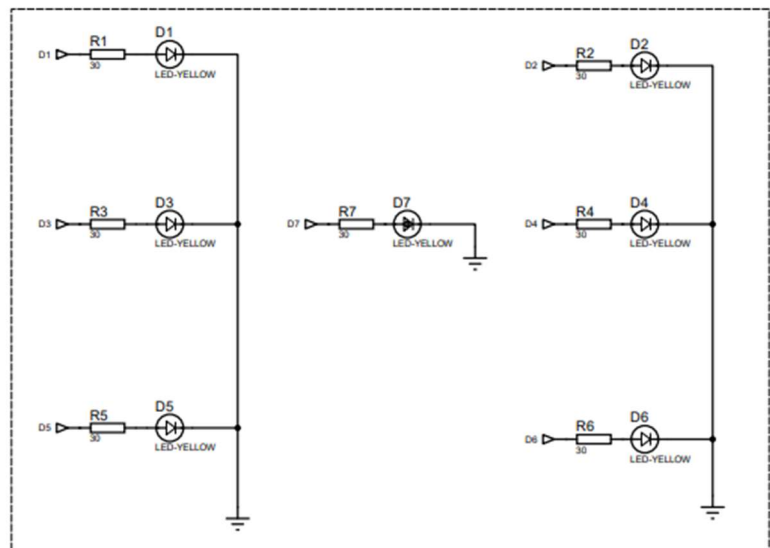 D1 R1 D1
30
LED-YELLOW
D2 R2 D2
30
LED-YELLOW
D3 R3 D3
30
LED-YELLOW
D7 R7 D7
30
LED-YELLOW
D4 R4 D4
30
LED-YELLOW
D5 R5 D5
30
LED-YELLOW
D6 R6 D6
30
LED-YELLOW